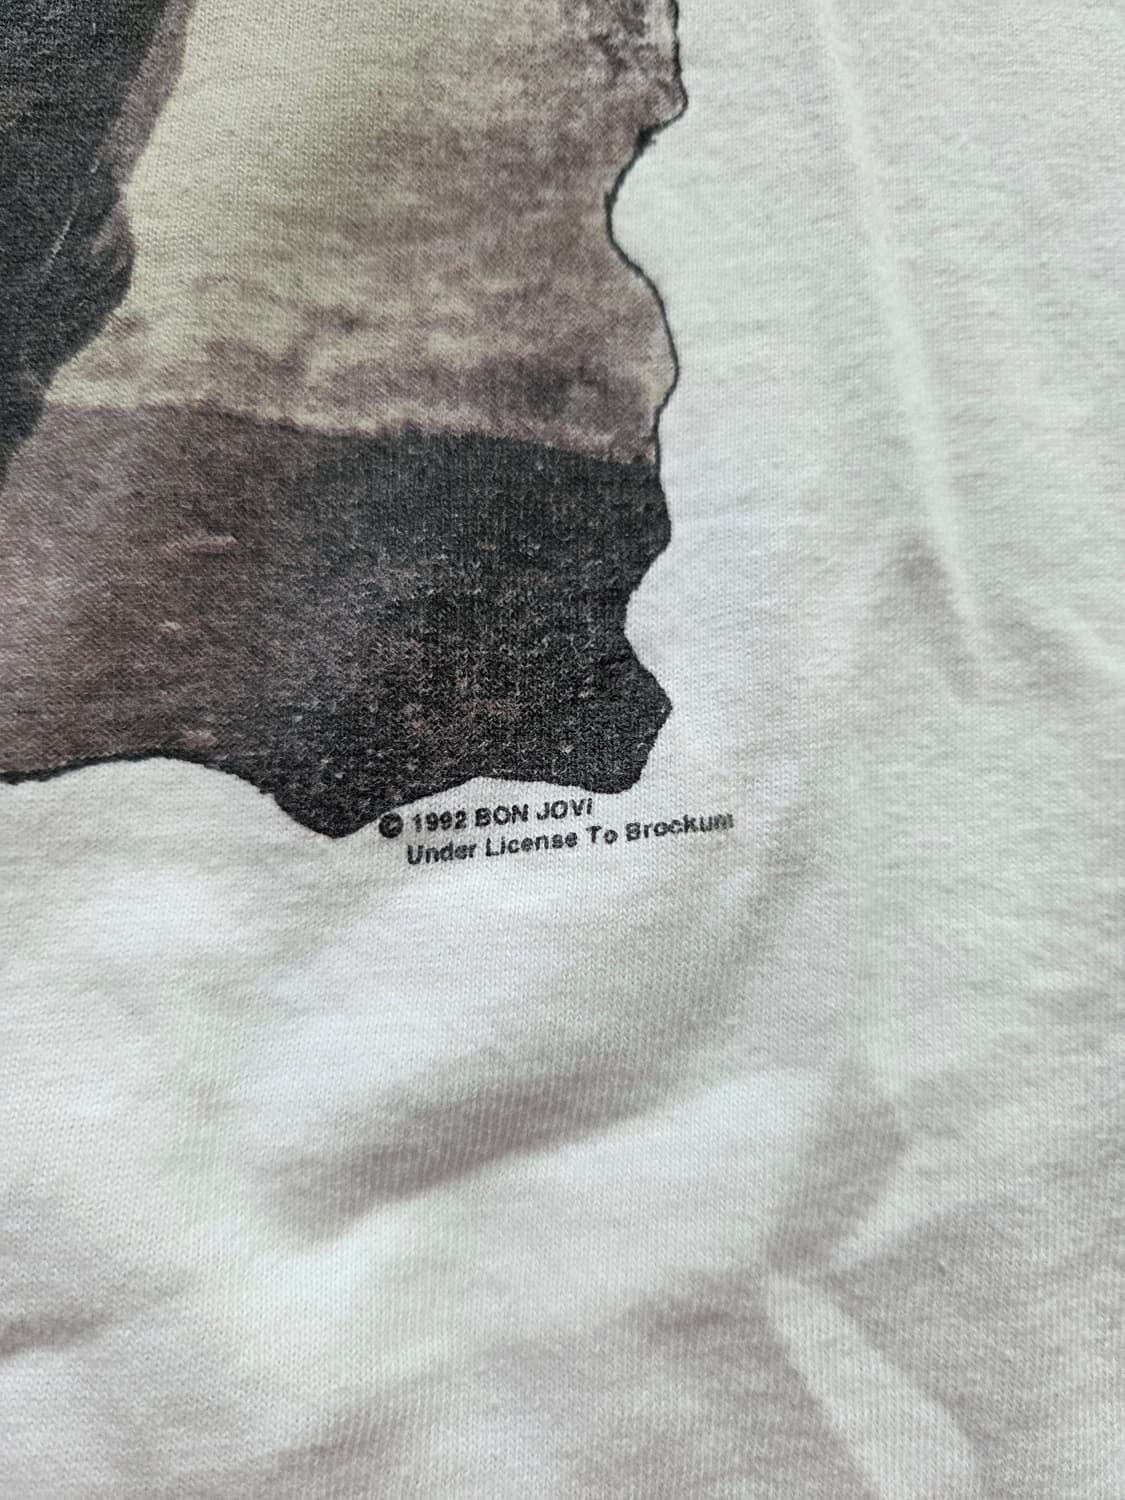 © 1992 BON JOVi
Under License To Brockum